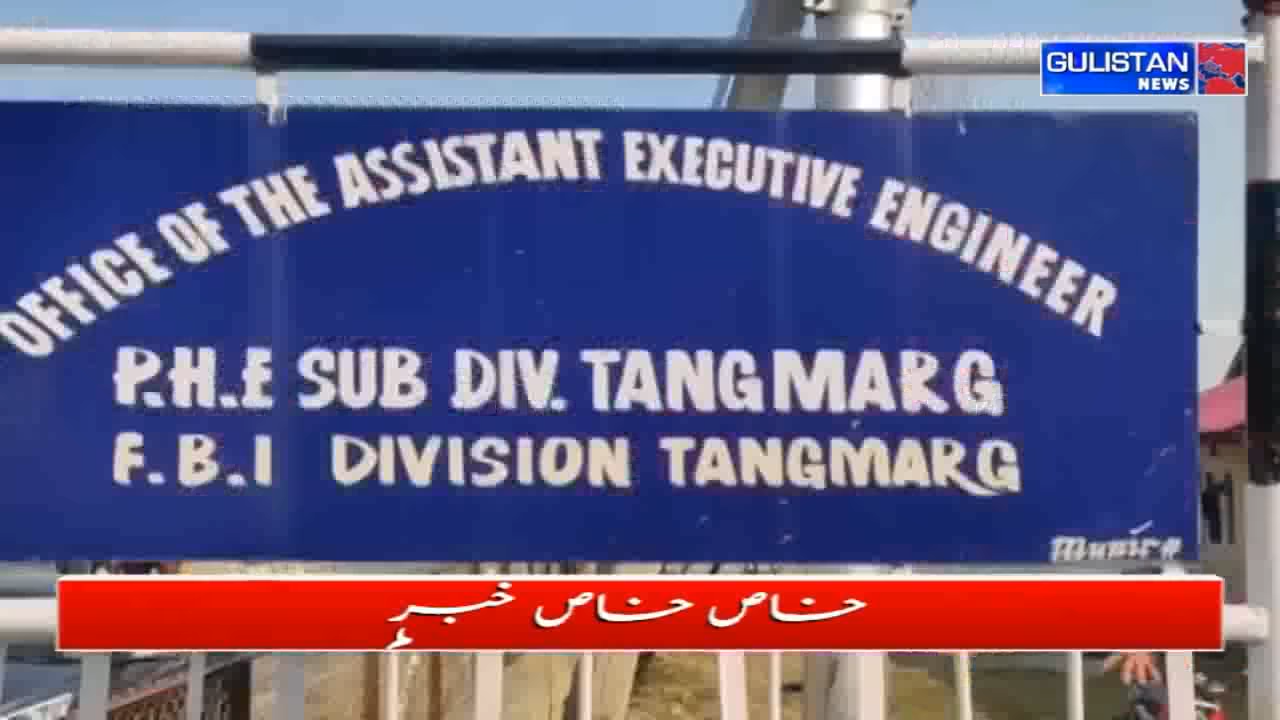 GULISTAN
NEWS
OFFICE OF THE ASSISTANT EXECUTIVE ENGINEER
P.H.E SUB DIV. TANGMARG
F.B.I DIVISION TANGMARG
خاص خاص خبر